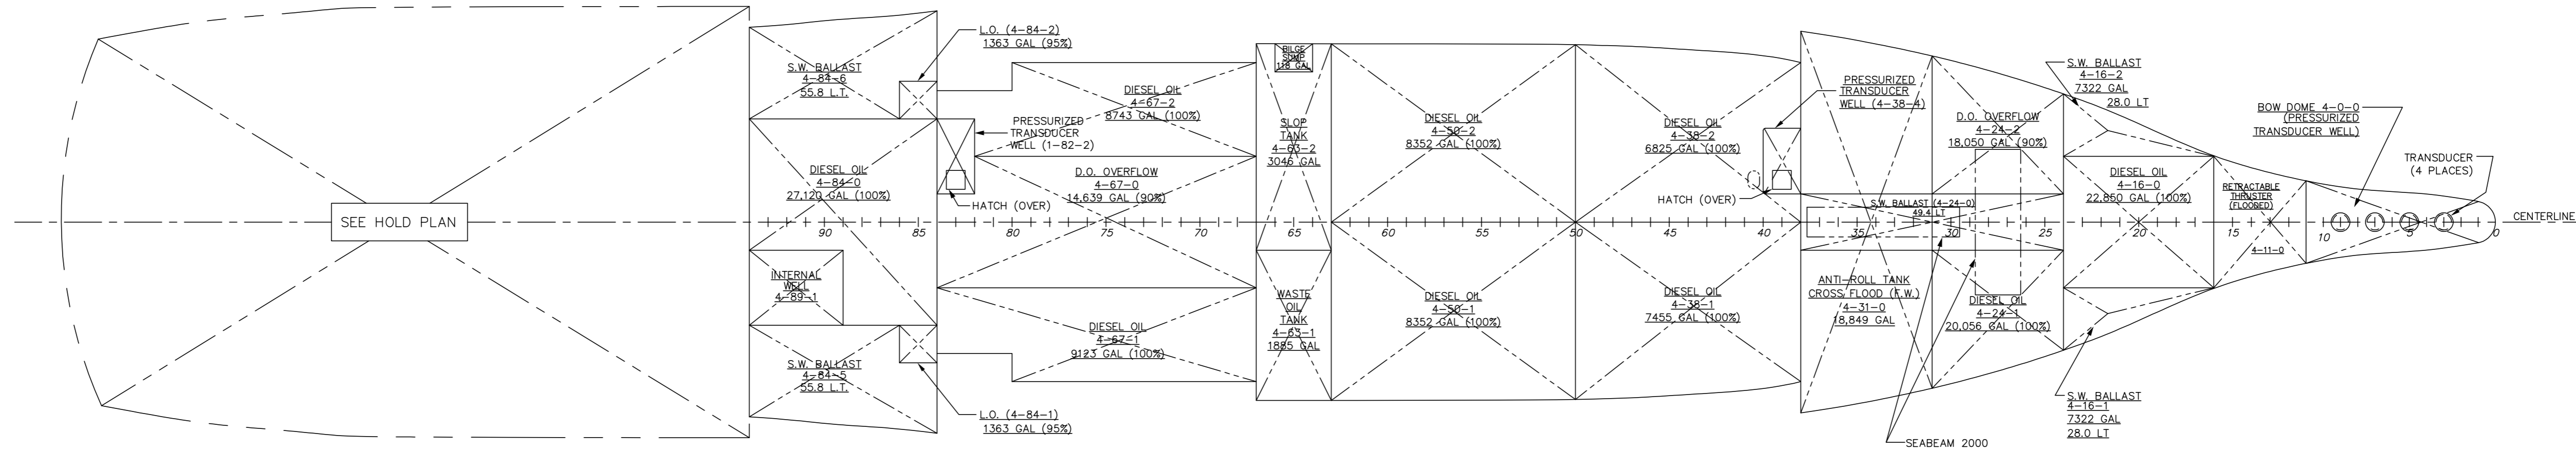 SEE HOLD PLAN
S.W. BALLAST
4-84-6
55.8 L.T.
L.O. (4-84-2)
1363 GAL (95%)
PRESSURIZED
TRANSDUCER
WELL (1-82-2)
DIESEL OIL
4-84-0
27,120 GAL (100%)
HATCH (OVER)
INTERNAL
WELL
4-89-1
S.W. BALLAST
4-84-5
55.8 L.T.
L.O. (4-84-1)
1363 GAL (95%)
DIESEL OIL
4-67-2
8743 GAL (100%)
D.O. OVERFLOW
4-67-0
14,639 GAL (90%)
DIESEL OIL
4-67-1
9123 GAL (100%)
BILGE
SUMP
118 GAL
SLOP
TANK
4-63-2
3046 GAL
WASTE
OIL
TANK
4-63-1
1885 GAL
DIESEL OIL
4-50-2
8352 GAL (100%)
DIESEL OIL
4-50-1
8352 GAL (100%)
DIESEL OIL
4-38-2
6825 GAL (100%)
DIESEL OIL
4-38-1
7455 GAL (100%)
PRESSURIZED
TRANSDUCER
WELL (4-38-4)
HATCH (OVER)
S.W. BALLAST (4-24-0)
49.4 LT
ANTI-ROLL TANK
CROSS FLOOD (F.W.)
4-31-0
18,849 GAL
D.O. OVERFLOW
4-24-2
18,050 GAL (90%)
DIESEL OIL
4-24-1
20,056 GAL (100%)
SEABEAM 2000
S.W. BALLAST
4-16-2
7322 GAL
28.0 LT
DIESEL OIL
4-16-0
22,850 GAL (100%)
S.W. BALLAST
4-16-1
7322 GAL
28.0 LT
RETRACTABLE
THRUSTER
(FLOODED)
4-11-0
BOW DOME 4-0-0
(PRESSURIZED
TRANSDUCER WELL)
TRANSDUCER
(4 PLACES)
CENTERLINE
90 85 80 75 70 65 60 55 50 45 40 35 30 25 20 15 10 5 0